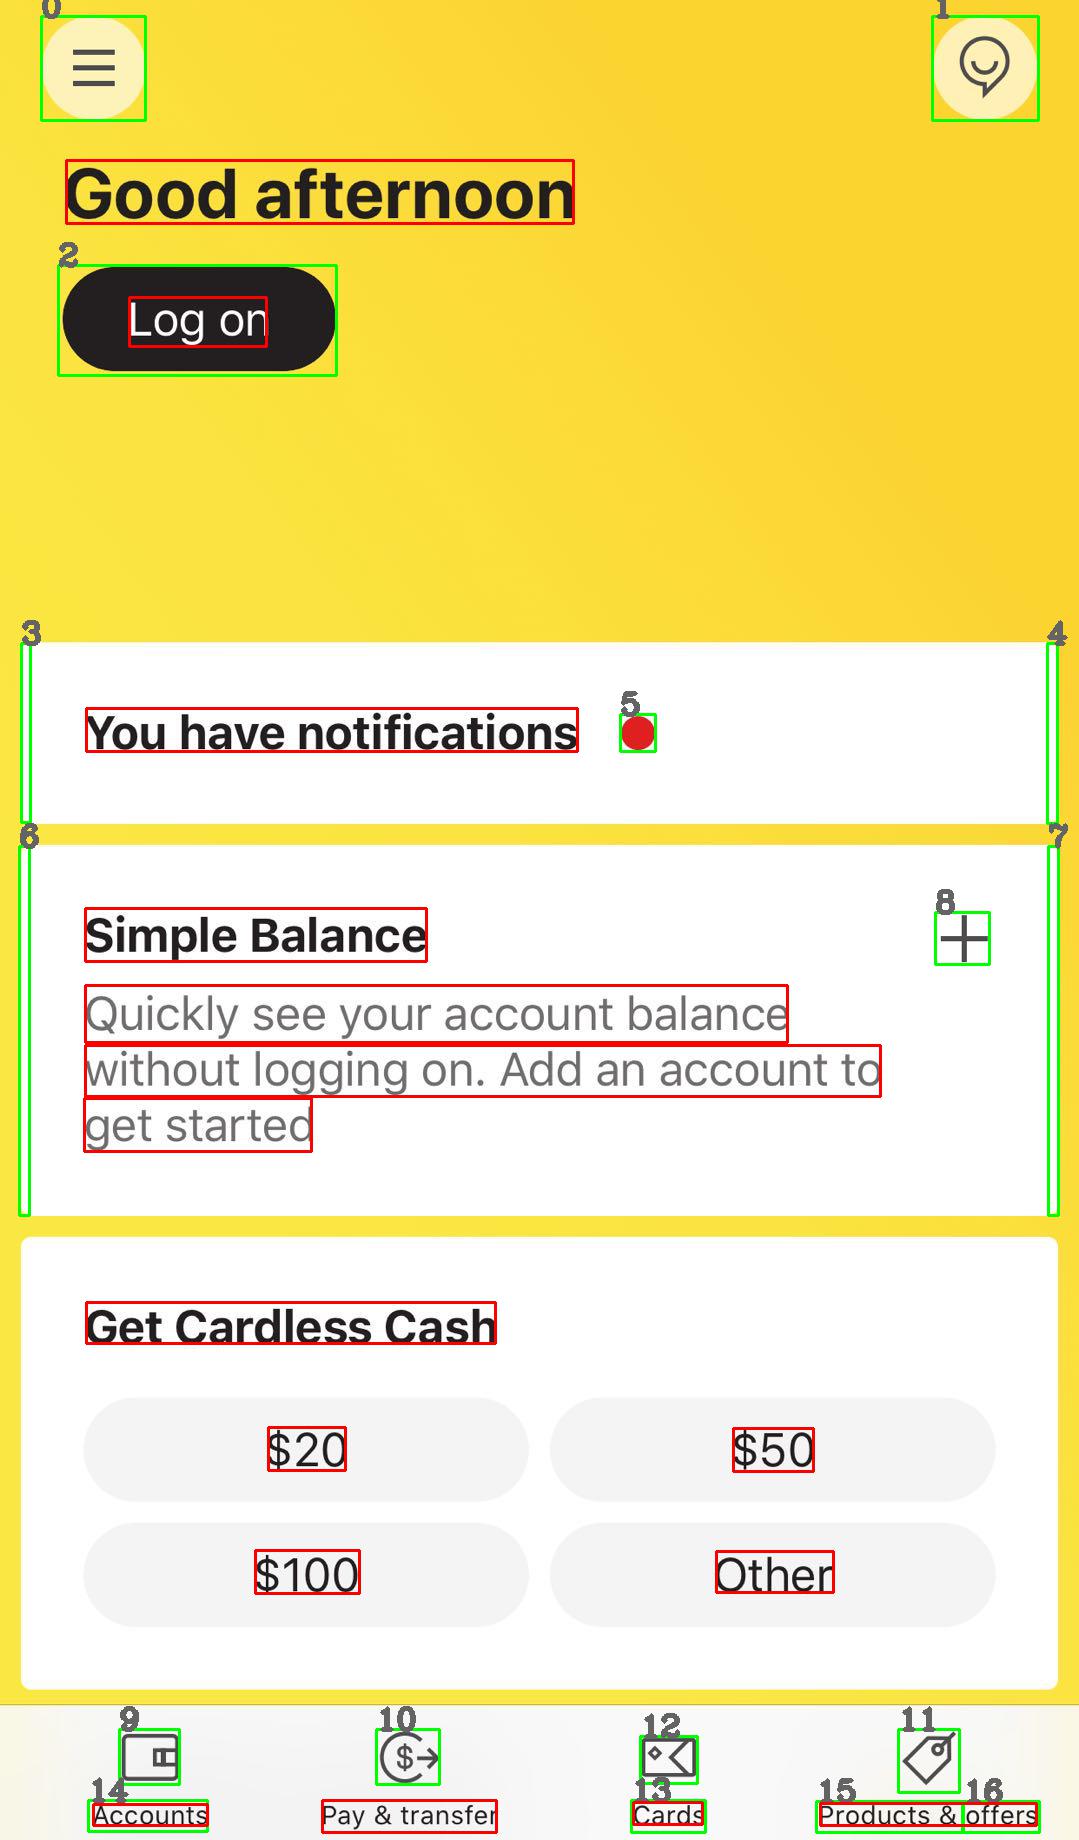 0
1
Good afternoon
2
Log on
3
4
You have notifications
5
6
7
Simple Balance
8
Quickly see your account balance
without logging on. Add an account to
get started
Get Cardless Cash
$20
$50
$100
Other
9
10
12
11
14
13
15
16
Accounts
Pay & transfer
Cards
Products & offers